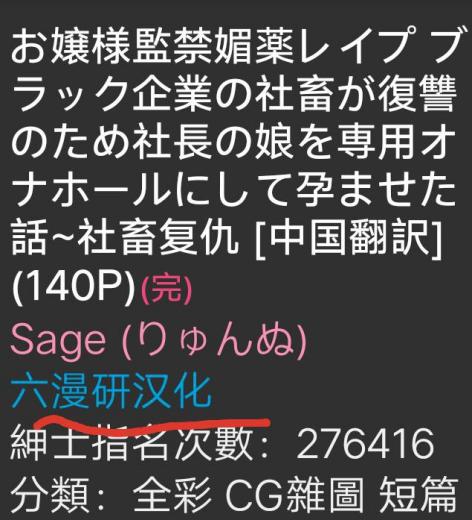 お嬢様監禁媚薬レイプ ブ
ラック企業の社畜が復讐
のため社長の娘を専用オ
ナホールにして孕ませた
話~社畜复仇 [中国翻訳]
(140P)(完)
Sage (りゅんぬ)
六漫研汉化
紳士指名次數：276416
分類：全彩 CG雜圖 短篇